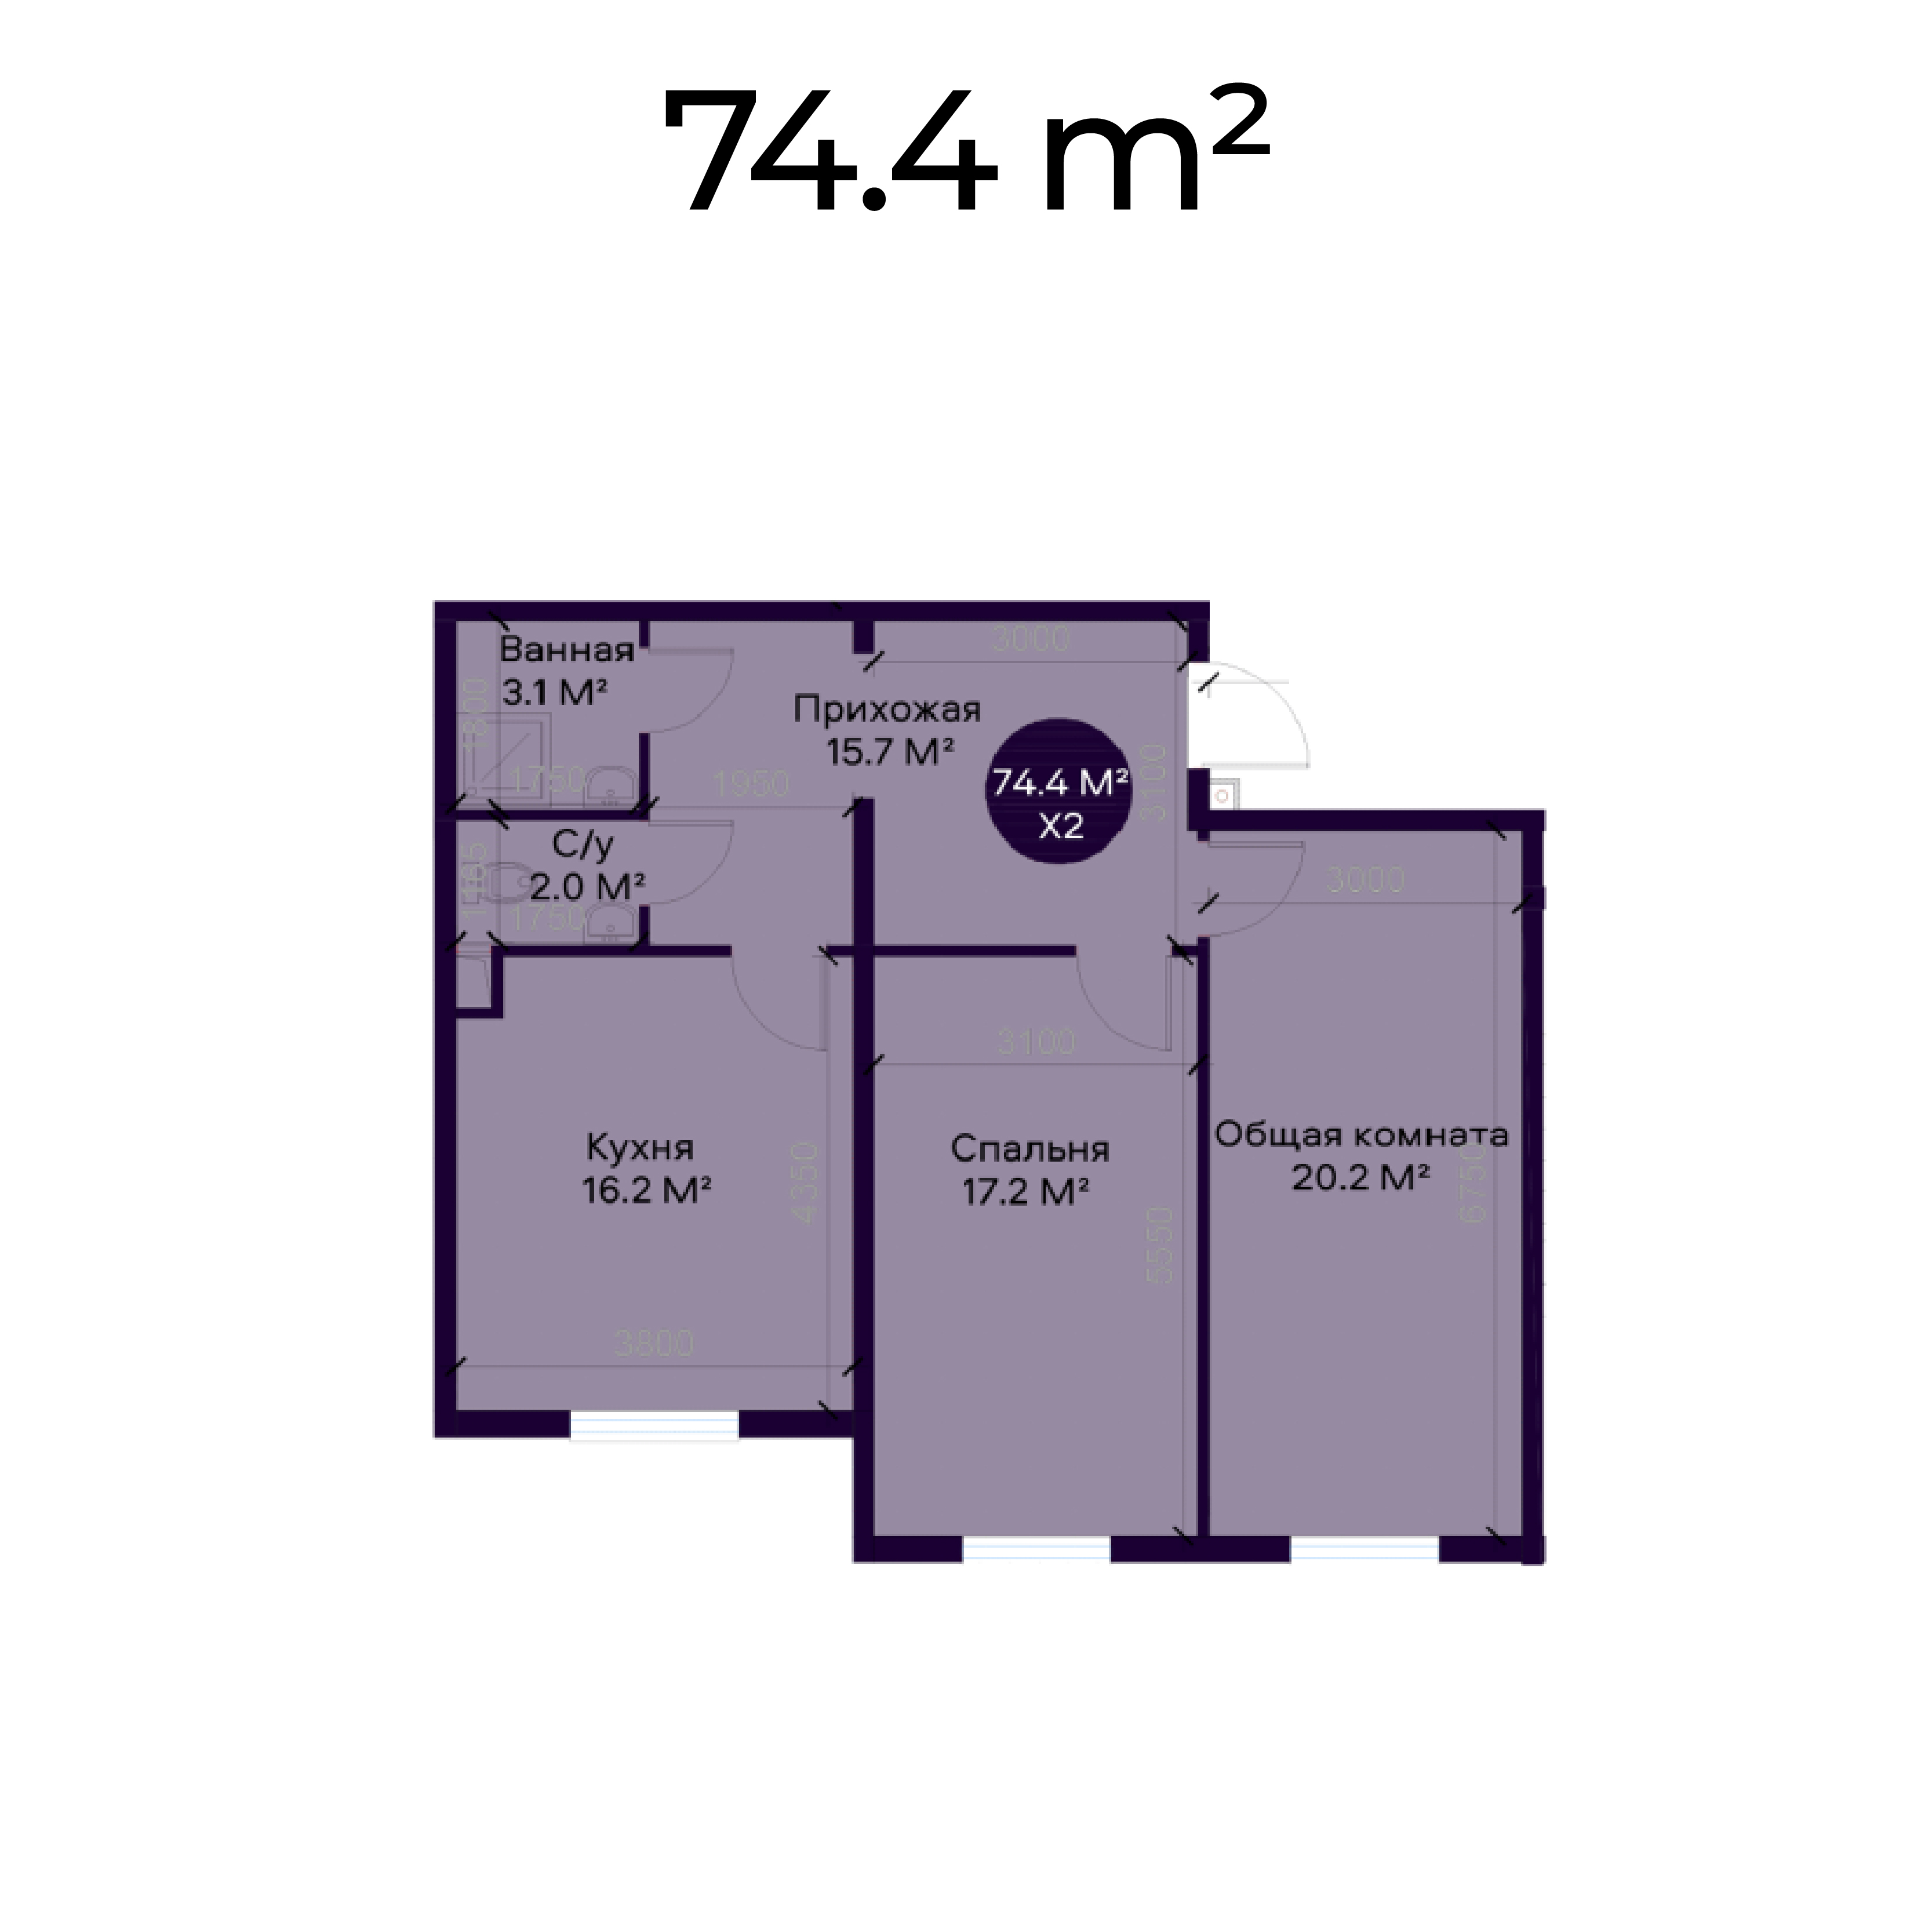 74.4 m²
Ванная
3.1 М²
3000
Прихожая
15.7 М²
1800
1750
1950
74.4 М²
X2
3100
С/у
2.0 М²
1165
1750
3000
3100
Кухня
16.2 М²
4350
Спальня
17.2 М²
5550
Общая комната
20.2 М²
6750
3800